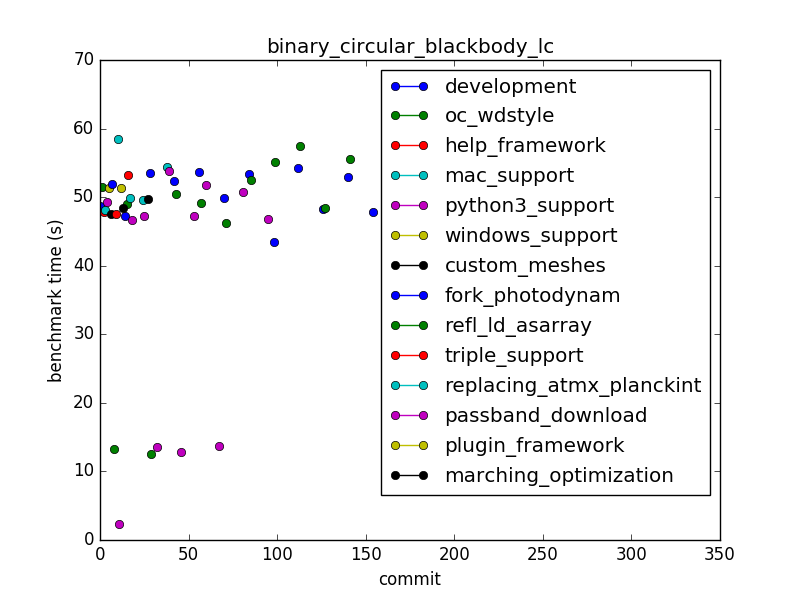 binary_circular_blackbody_lc
70
60
50
40
30
20
10
0
benchmark time (s)
development
oc_wdstyle
help_framework
mac_support
python3_support
windows_support
custom_meshes
fork_photodynam
refl_ld_asarray
triple_support
replacing_atmx_planckint
passband_download
plugin_framework
marching_optimization
0 50 100 150 200 250 300 350
commit